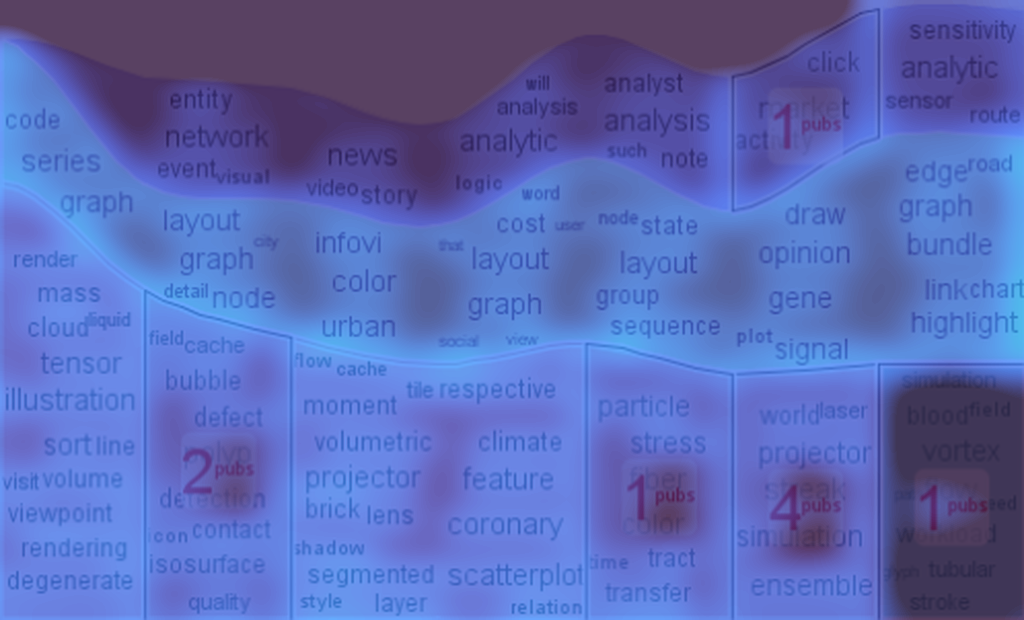 sensitivity
click
analytic
will
analyst
entity
analysis
sensor
market
route
code
network
analytic
analysis
1 pubs
series
news
such
note
event visual
video story
logic
word
edge road
graph
layout
cost user
node state
draw
graph
city
infovi
that
layout
layout
opinion
bundle
graph
render
detail node
color
graph
group
gene
link chart
mass
cloud liquid
urban
sequence
highlight
field cache
social
view
plot signal
tensor
flow cache
simulation
bubble
tile respective
illustration
moment
particle
world laser
blood field
defect
sort line
volumetric
climate
stress
projector
vortex
visit volume
2 pubs
projector
feature
fiber
streak
viewpoint
detection
brick lens
1 pubs
4 pubs
1 pubs
rendering
icon contact
coronary
color
simulation
workload
shadow
degenerate
isosurface
segmented
scatterplot
time
tract
ensemble
glyph tubular
quality
style
layer
relation
transfer
stroke